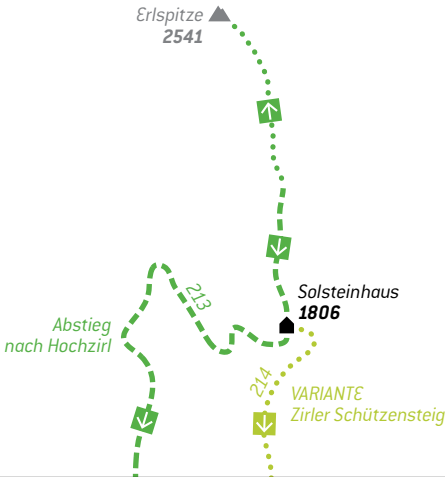 Erlspitze
2541
213
Solsteinhaus
1806
Abstieg
nach Hochzirl
214
VARIANTE
Zirler Schützensteig